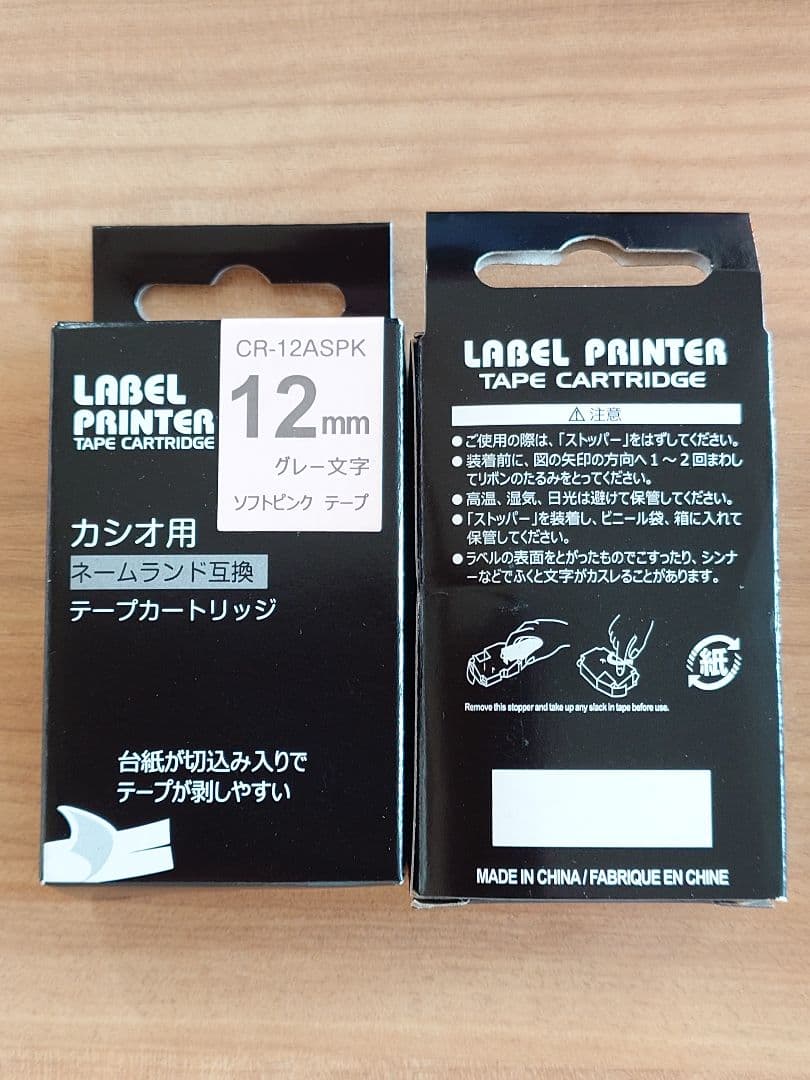 CR-12ASPK
12mm
グレー文字
ソフトピンク テープ
LABEL
PRINTER
TAPE CARTRIDGE
カシオ用
ネームランド互換
テープカートリッジ
台紙が切込み入りで
テープが剥しやすい
LABEL PRINTER
TAPE CARTRIDGE
⚠注意
●ご使用の際は、「ストッパー」をはずしてください。
●装着前に、図の矢印の方向へ1～2回まわし
てリボンのたるみをとってください。
●高温、湿気、日光は避けて保管してください。
●「ストッパー」を装着し、ビニール袋、箱に入れて
保管してください。
●ラベルの表面をとがったものでこすったり、シンナ
ーなどでふくと文字がカスレることがあります。
紙
Remove this stopper and take up any slack in tape before use.
MADE IN CHINA / FABRIQUE EN CHINE